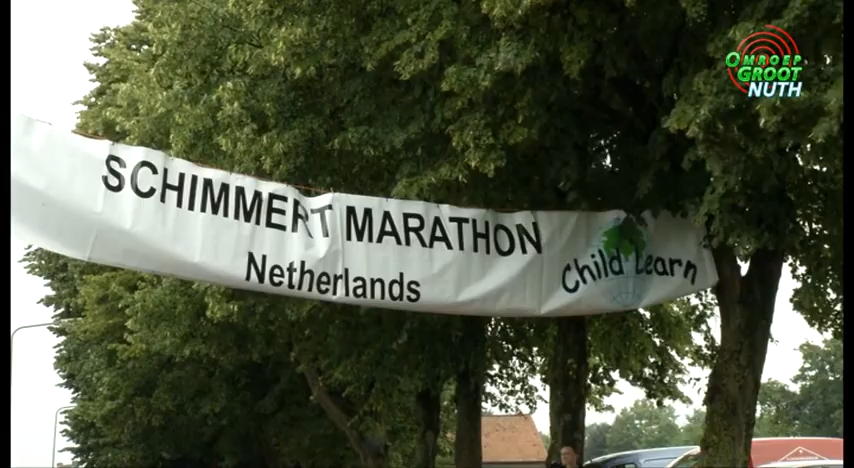 OMROEP
GROOT
NUTH
SCHIMMERT MARATHON
Netherlands
Child Learn